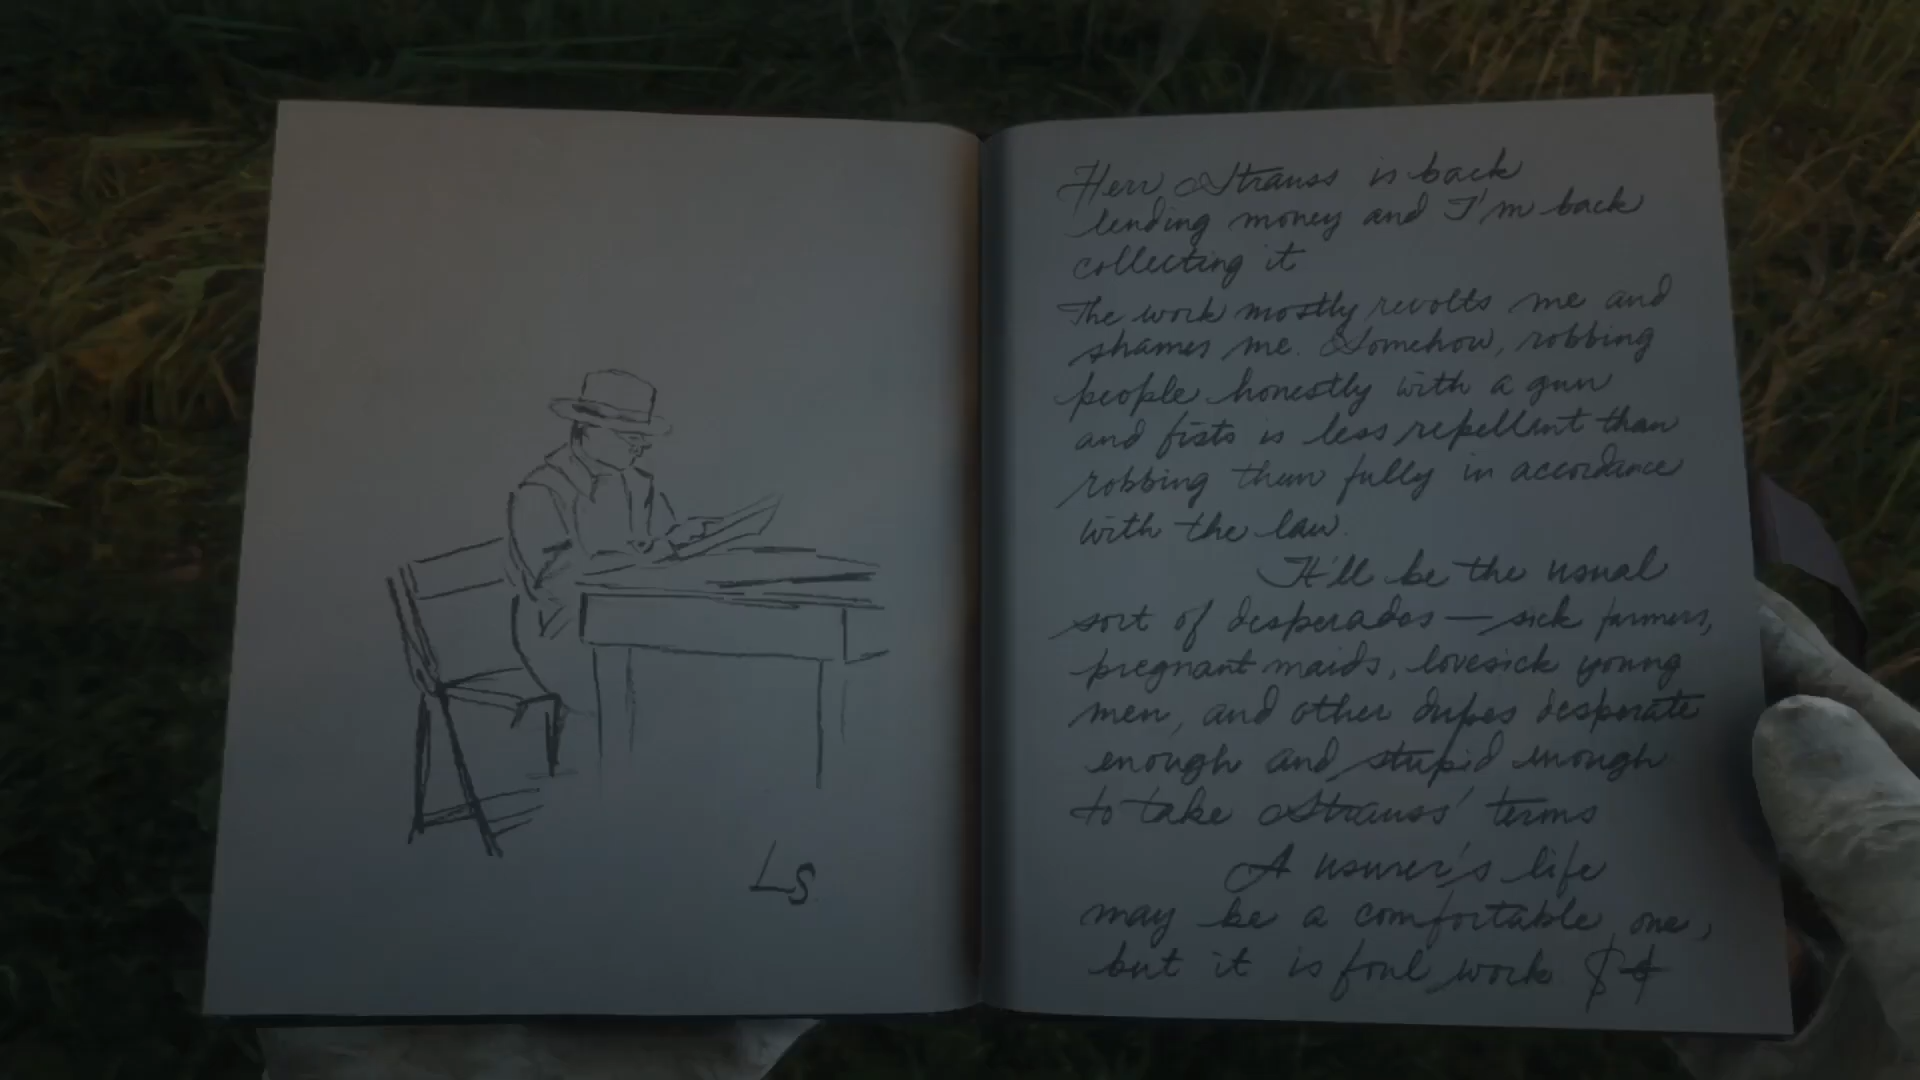 LS
Herr Strauss is back
lending money and I'm back
collecting it
The work mostly revolts me and
shames me. Somehow, robbing
people honestly with a gun
and fists is less repellent than
robbing them fully in accordance
with the law.
It'll be the usual
sort of desperados — sick farmers,
pregnant maids, lovesick young
men, and other dupes desperate
enough and stupid enough
to take Strauss' terms
A usurer's life
may be a comfortable one,
but it is foul work $¢